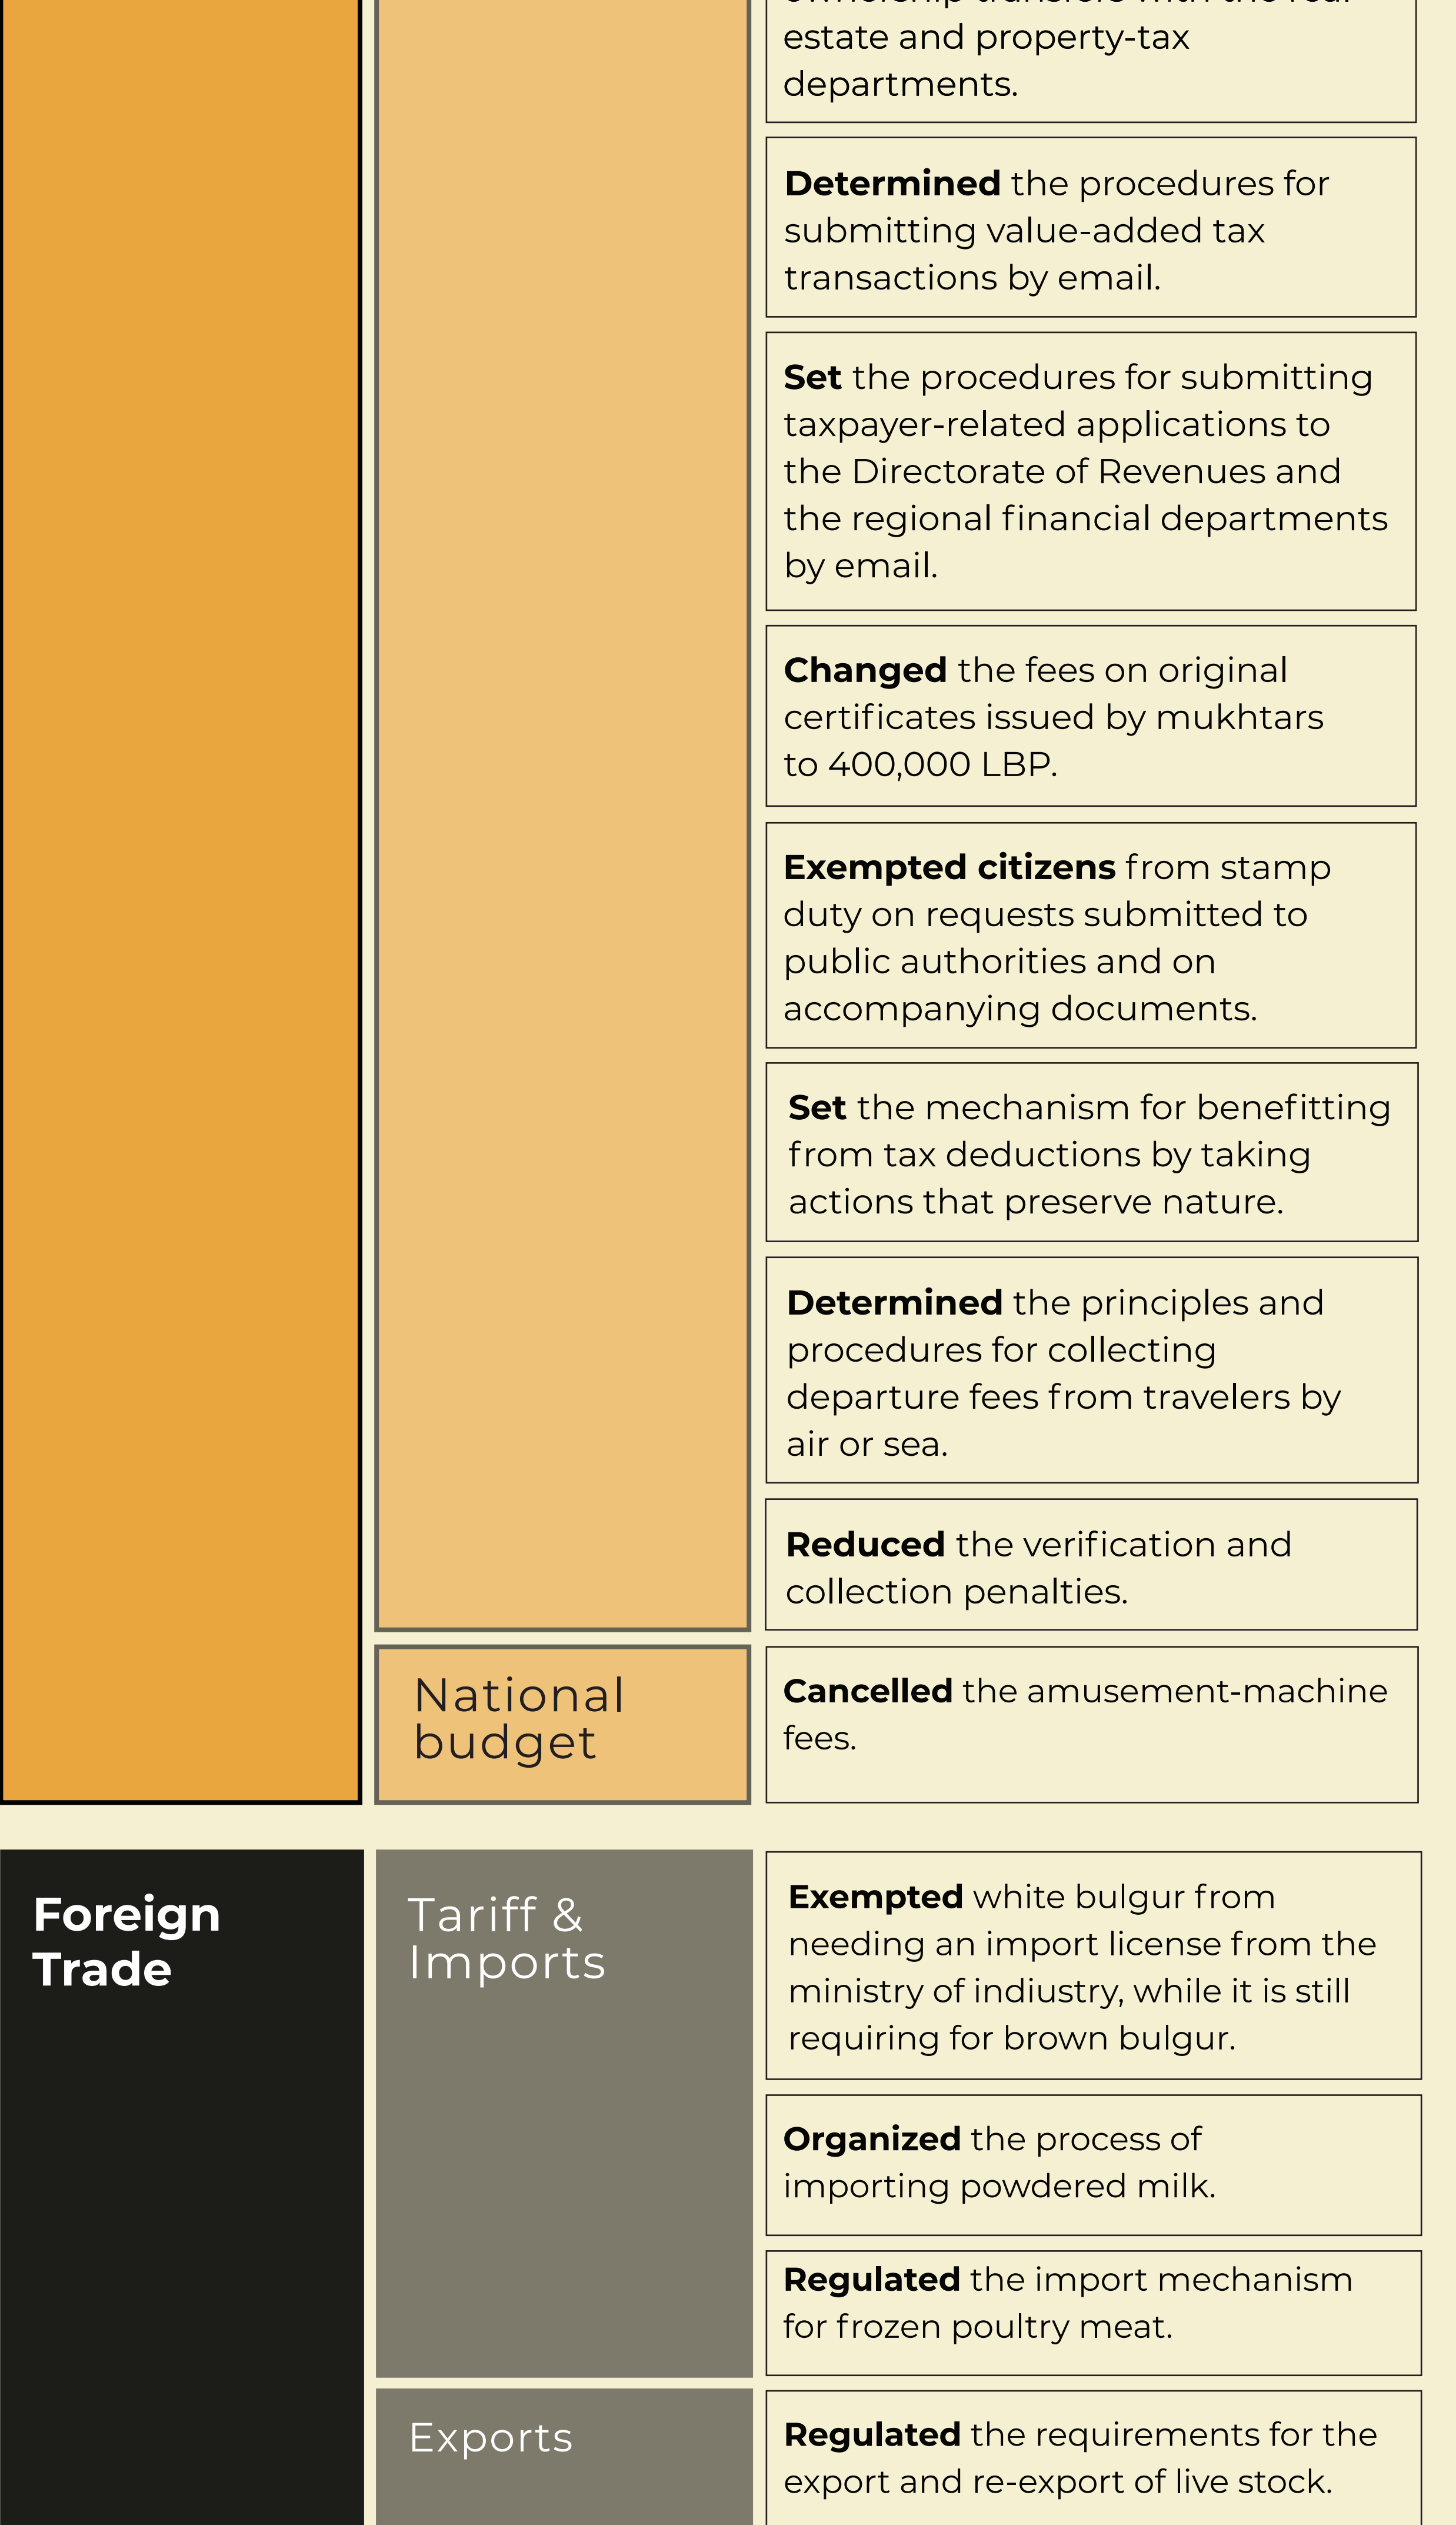 estate and property-tax
departments.
Determined the procedures for
submitting value-added tax
transactions by email.
Set the procedures for submitting
taxpayer-related applications to
the Directorate of Revenues and
the regional financial departments
by email.
Changed the fees on original
certificates issued by mukhtars
to 400,000 LBP.
Exempted citizens from stamp
duty on requests submitted to
public authorities and on
accompanying documents.
Set the mechanism for benefitting
from tax deductions by taking
actions that preserve nature.
Determined the principles and
procedures for collecting
departure fees from travelers by
air or sea.
Reduced the verification and
collection penalties.
National
budget
Cancelled the amusement-machine
fees.
Foreign
Trade
Tariff &
Imports
Exempted white bulgur from
needing an import license from the
ministry of indiustry, while it is still
requiring for brown bulgur.
Organized the process of
importing powdered milk.
Regulated the import mechanism
for frozen poultry meat.
Exports
Regulated the requirements for the
export and re-export of live stock.